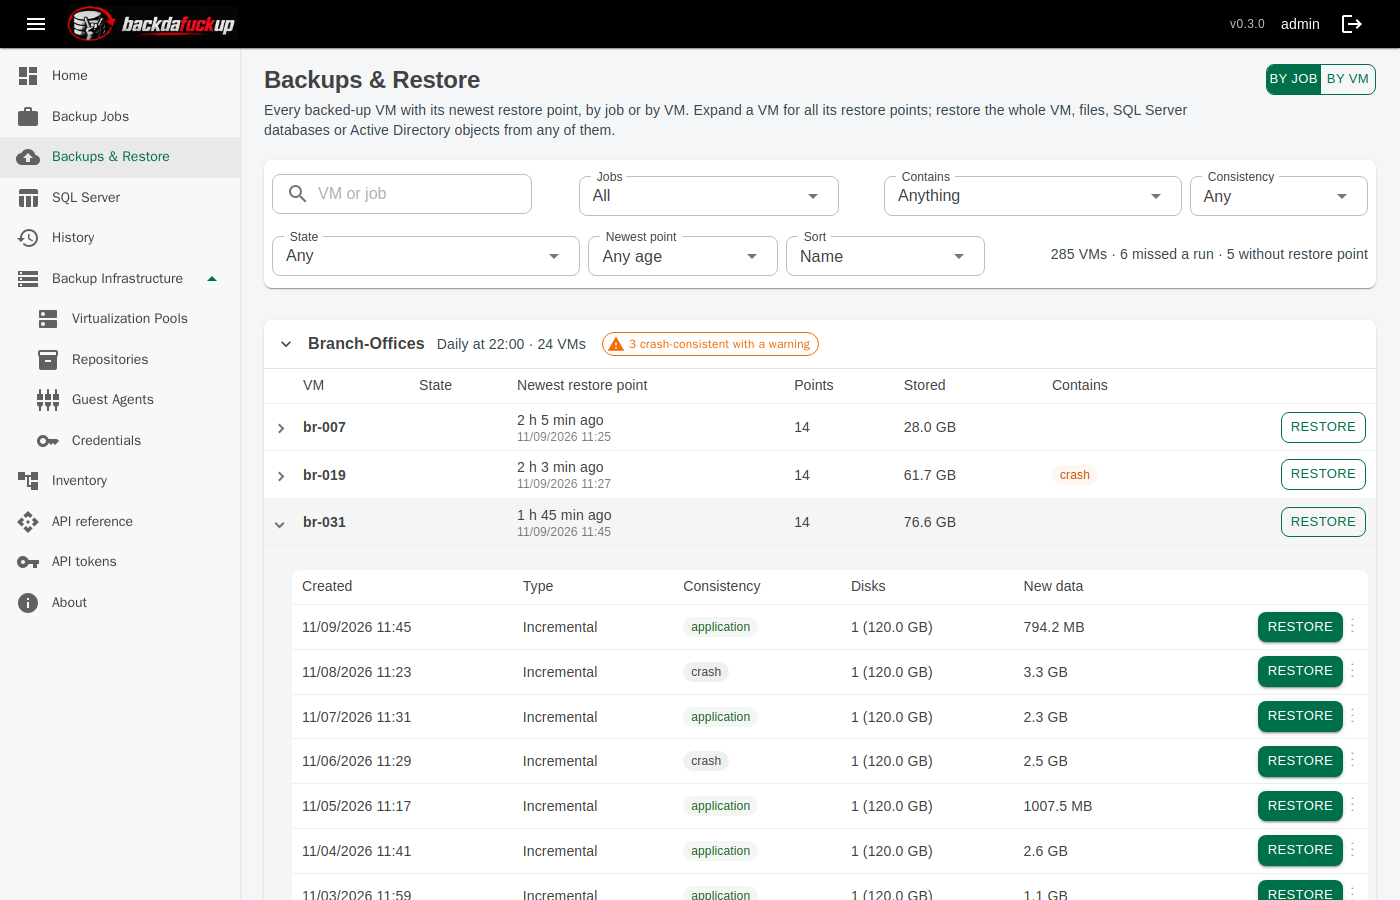 backdafuckup
v0.3.0
admin
Home
Backup Jobs
Backups & Restore
SQL Server
History
Backup Infrastructure
Virtualization Pools
Repositories
Guest Agents
Credentials
Inventory
API reference
API tokens
About
Backups & Restore
BY JOB BY VM
Every backed-up VM with its newest restore point, by job or by VM. Expand a VM for all its restore points; restore the whole VM, files, SQL Server
databases or Active Directory objects from any of them.
VM or job
Jobs
All
Contains
Anything
Consistency
Any
State
Any
Newest point
Any age
Sort
Name
285 VMs · 6 missed a run · 5 without restore point
Branch-Offices Daily at 22:00 · 24 VMs 3 crash-consistent with a warning
VM State Newest restore point Points Stored Contains
br-007 2 h 5 min ago 14 28.0 GB RESTORE
11/09/2026 11:25
br-019 2 h 3 min ago 14 61.7 GB crash RESTORE
11/09/2026 11:27
br-031 1 h 45 min ago 14 76.6 GB RESTORE
11/09/2026 11:45
Created Type Consistency Disks New data
11/09/2026 11:45 Incremental application 1 (120.0 GB) 794.2 MB RESTORE
11/08/2026 11:23 Incremental crash 1 (120.0 GB) 3.3 GB RESTORE
11/07/2026 11:31 Incremental application 1 (120.0 GB) 2.3 GB RESTORE
11/06/2026 11:29 Incremental crash 1 (120.0 GB) 2.5 GB RESTORE
11/05/2026 11:17 Incremental application 1 (120.0 GB) 1007.5 MB RESTORE
11/04/2026 11:41 Incremental application 1 (120.0 GB) 2.6 GB RESTORE
11/03/2026 11:59 Incremental application 1 (120.0 GB) 1.1 GB RESTORE